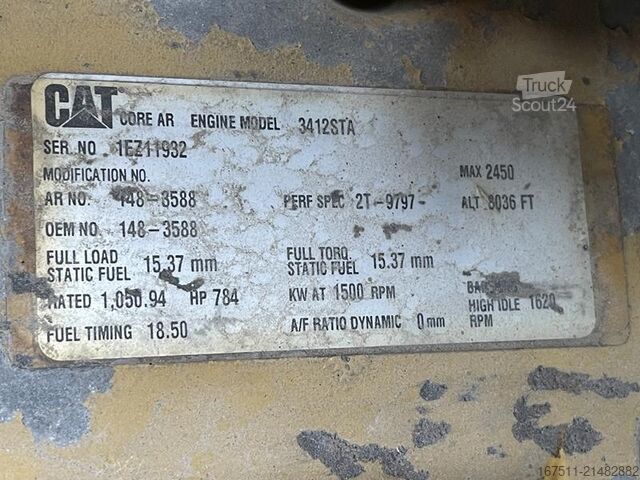 Truck
Scout24
CAT CORE AR ENGINE MODEL 3412STA
SER. NO. 1EZ11932
MODIFICATION NO. MAX 2450
AR NO. 148-3588 PERF SPEC 2T-9797- ALT 8036 FT
OEM NO. 148-3588
FULL LOAD
STATIC FUEL 15.37 mm
FULL TORQ
STATIC FUEL 15.37 mm
RATED 1,050.94 HP 784 KW AT 1500 RPM
HIGH IDLE 1620
RPM
FUEL TIMING 18.50 A/F RATIO DYNAMIC 0 mm
167511-21482882